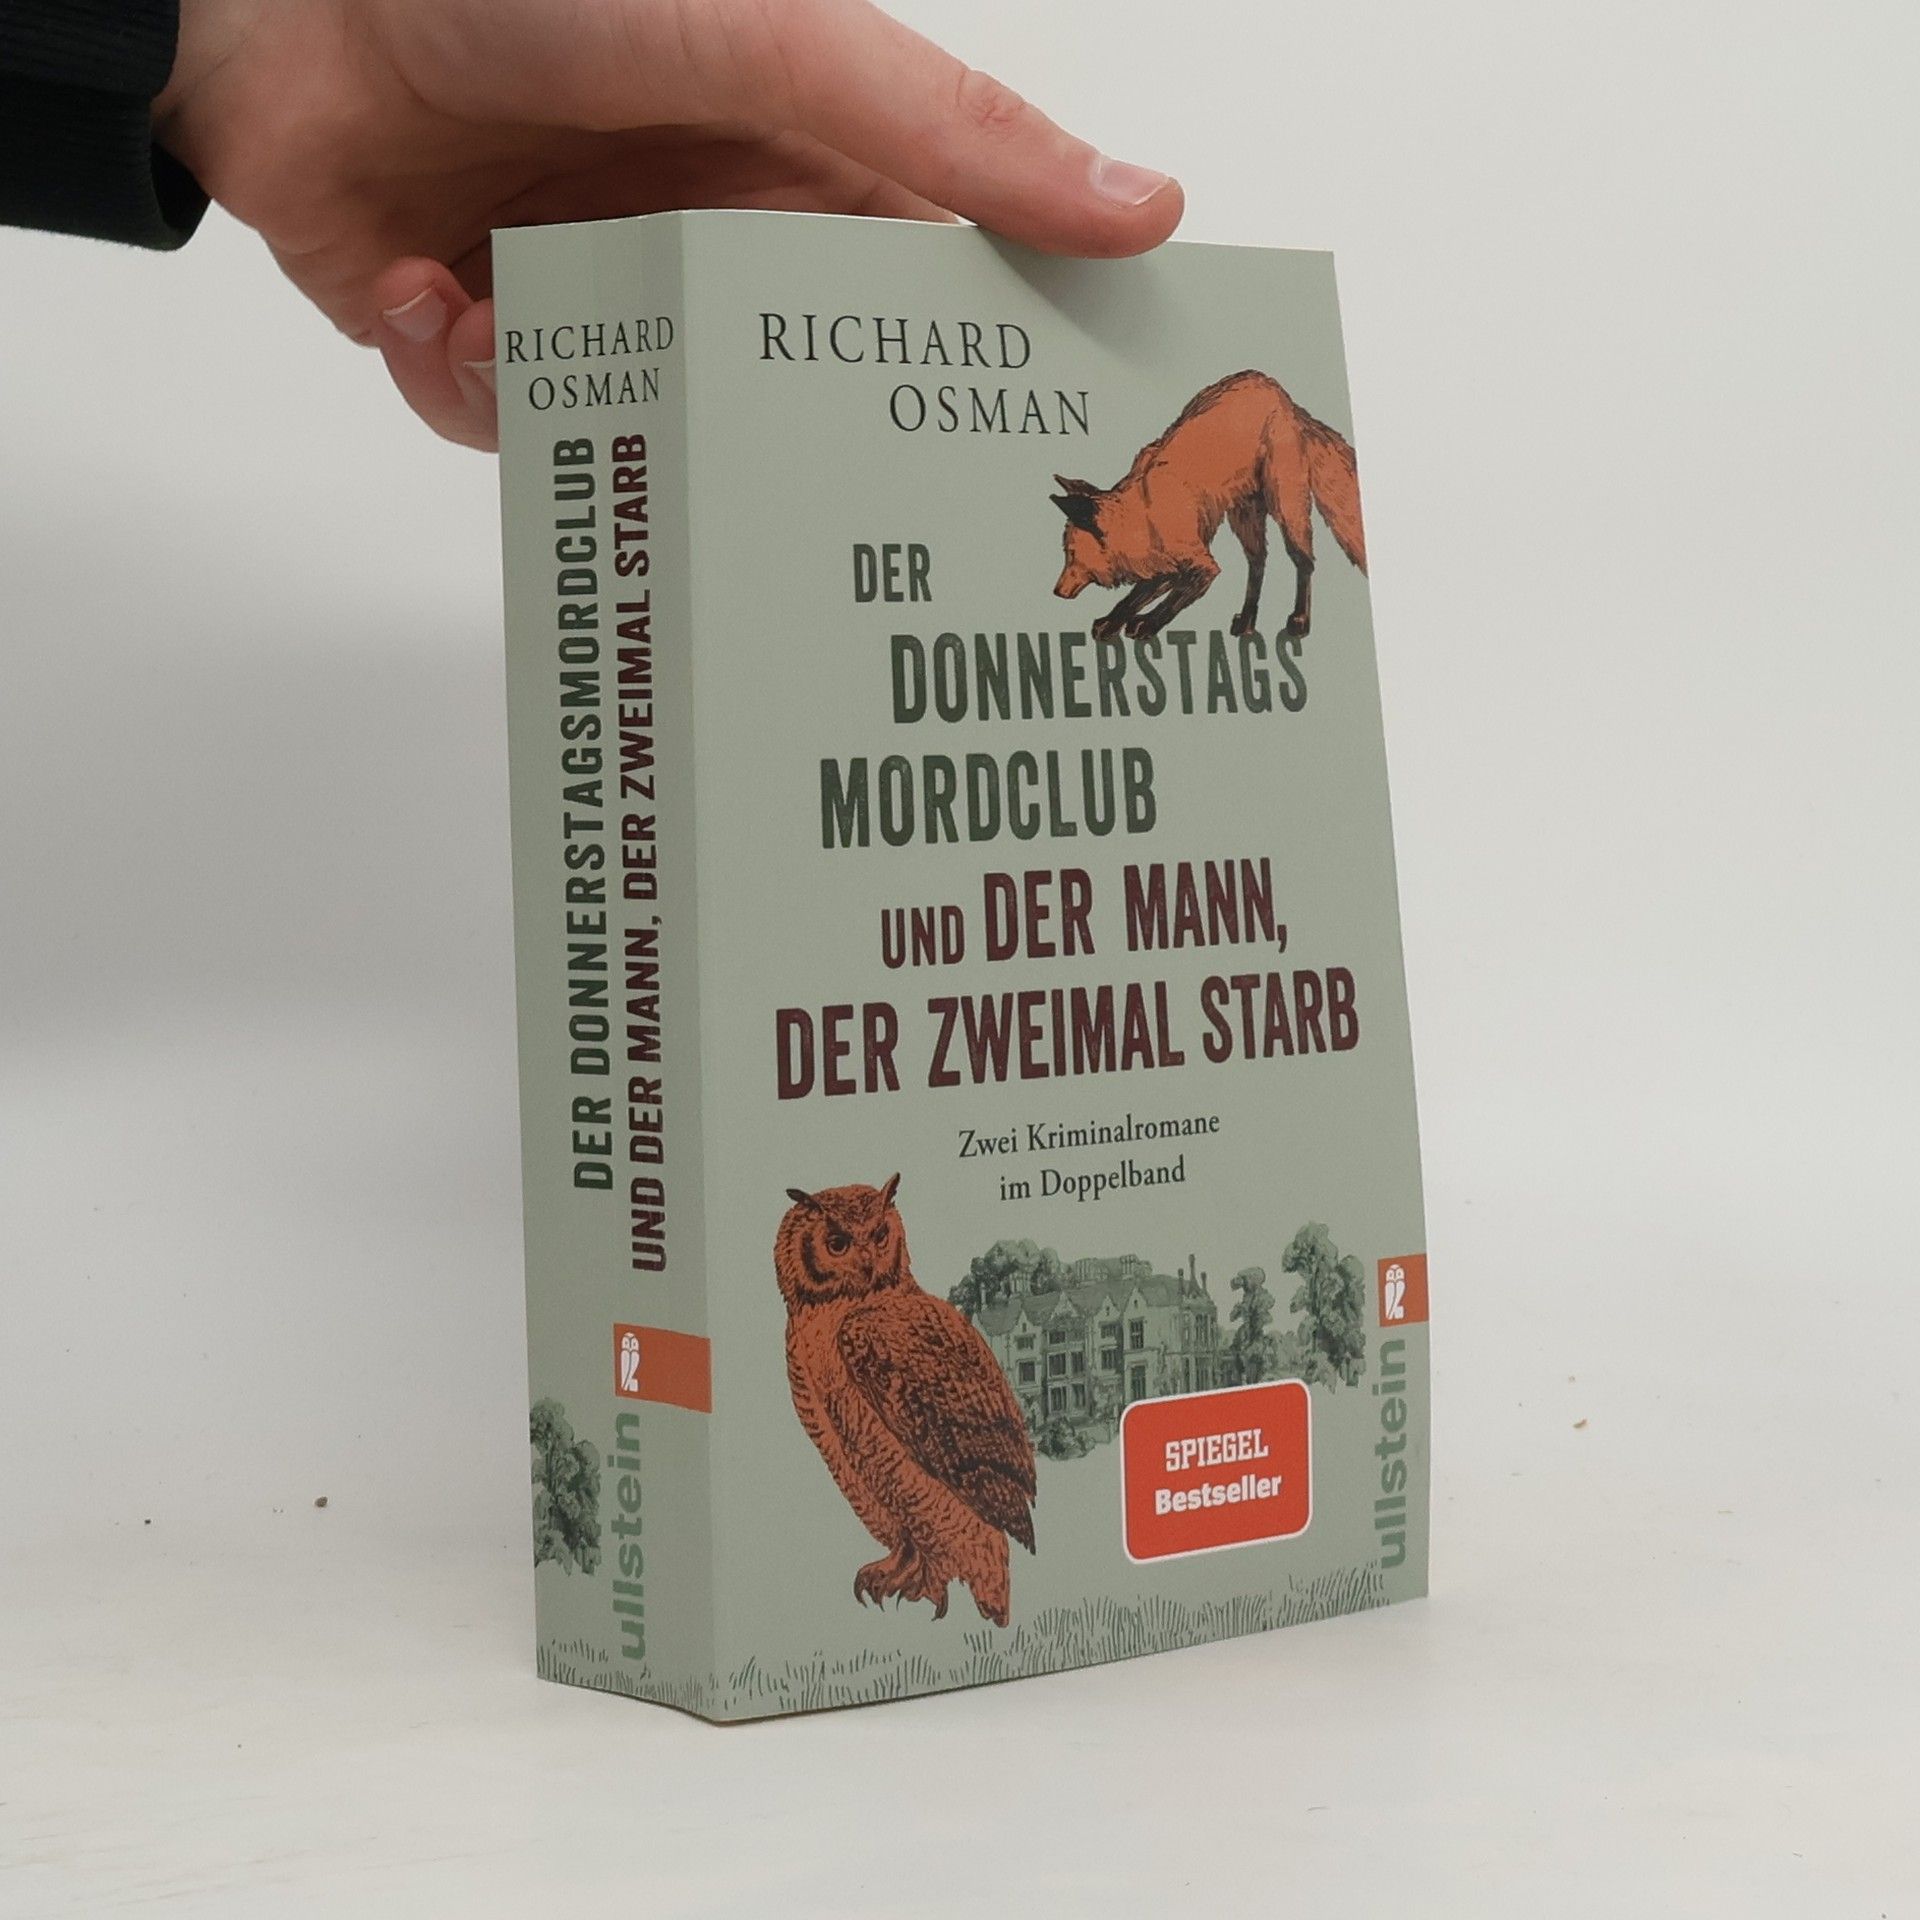 RICHARD
OSMAN
DER DONNERSTAGSMORDCLUB
UND DER MANN, DER ZWEIMAL STARB
ullstein
RICHARD
OSMAN
DER
DONNERSTAGS
MORDCLUB
UND DER MANN,
DER ZWEIMAL STARB
Zwei Kriminalromane
im Doppelband
SPIEGEL
Bestseller
ullstein